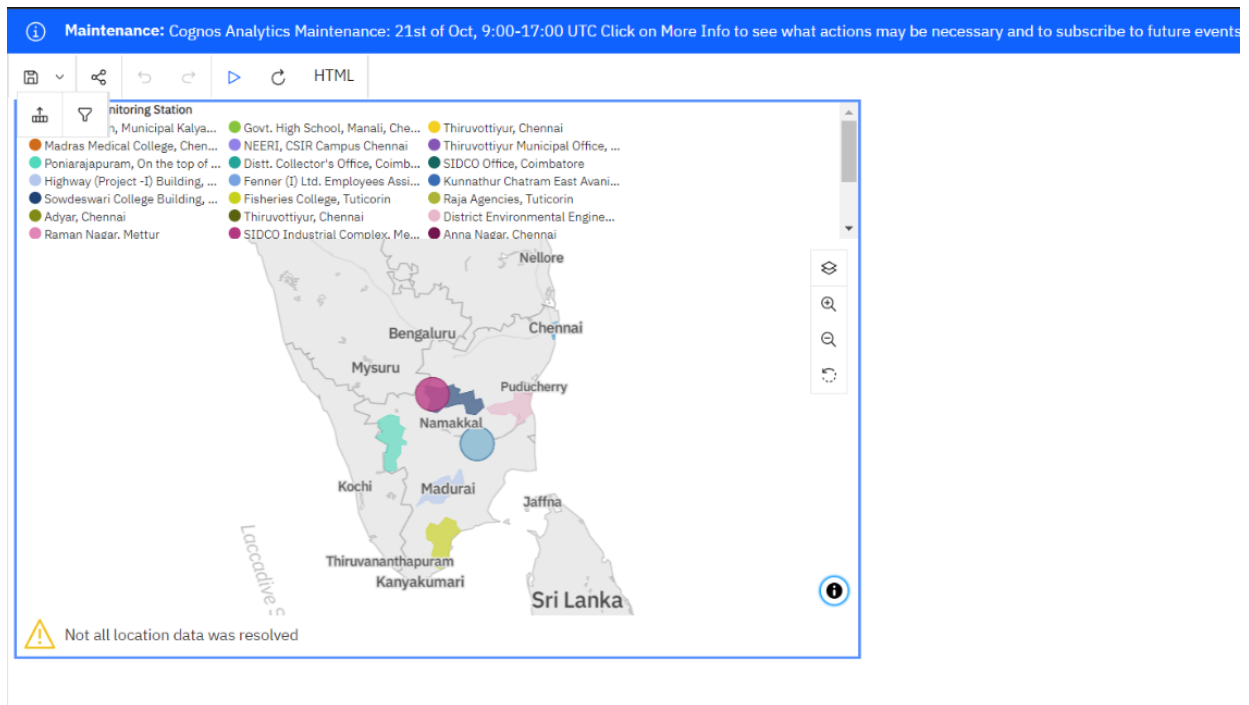 Maintenance: Cognos Analytics Maintenance: 21st of Oct, 9:00-17:00 UTC Click on More Info to see what actions may be necessary and to subscribe to future events
HTML
nitoring Station
n, Municipal Kalya... Govt. High School, Manali, Che... Thiruvottiyur, Chennai
Madras Medical College, Chen... NEERI, CSIR Campus Chennai Thiruvottiyur Municipal Office, ...
Poniarajapuram, On the top of ... Distt. Collector's Office, Coimb... SIDCO Office, Coimbatore
Highway (Project -I) Building, ... Fenner (I) Ltd. Employees Assi... Kunnathur Chatram East Avani...
Sowdeswari College Building, ... Fisheries College, Tuticorin Raja Agencies, Tuticorin
Adyar, Chennai Thiruvottiyur, Chennai District Environmental Engine...
Raman Nagar, Mettur SIDCO Industrial Complex, Me... Anna Nagar, Chennai
Nellore
Chennai
Bengaluru
Mysuru
Puducherry
Namakkal
Kochi
Madurai
Jaffna
Laccadive S
Thiruvananthapuram
Kanyakumari
Sri Lanka
Not all location data was resolved